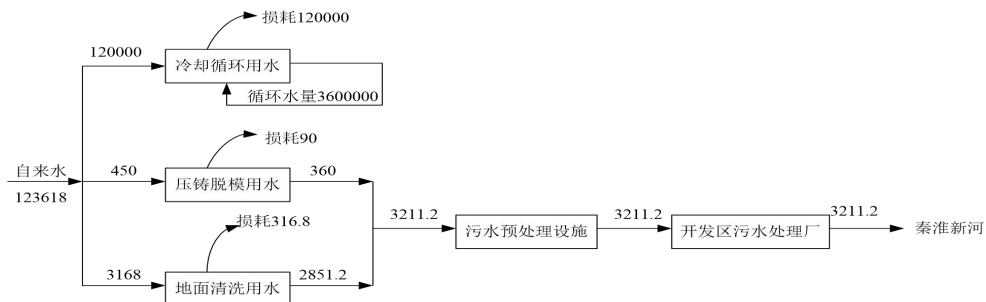 损耗120000
120000
冷却循环用水
循环水量3600000
损耗90
自来水
450
压铸脱模用水
360
123618
损耗316.8
3211.2
污水预处理设施
3211.2
开发区污水处理厂
3211.2
秦淮新河
3168
地面清洗用水
2851.2